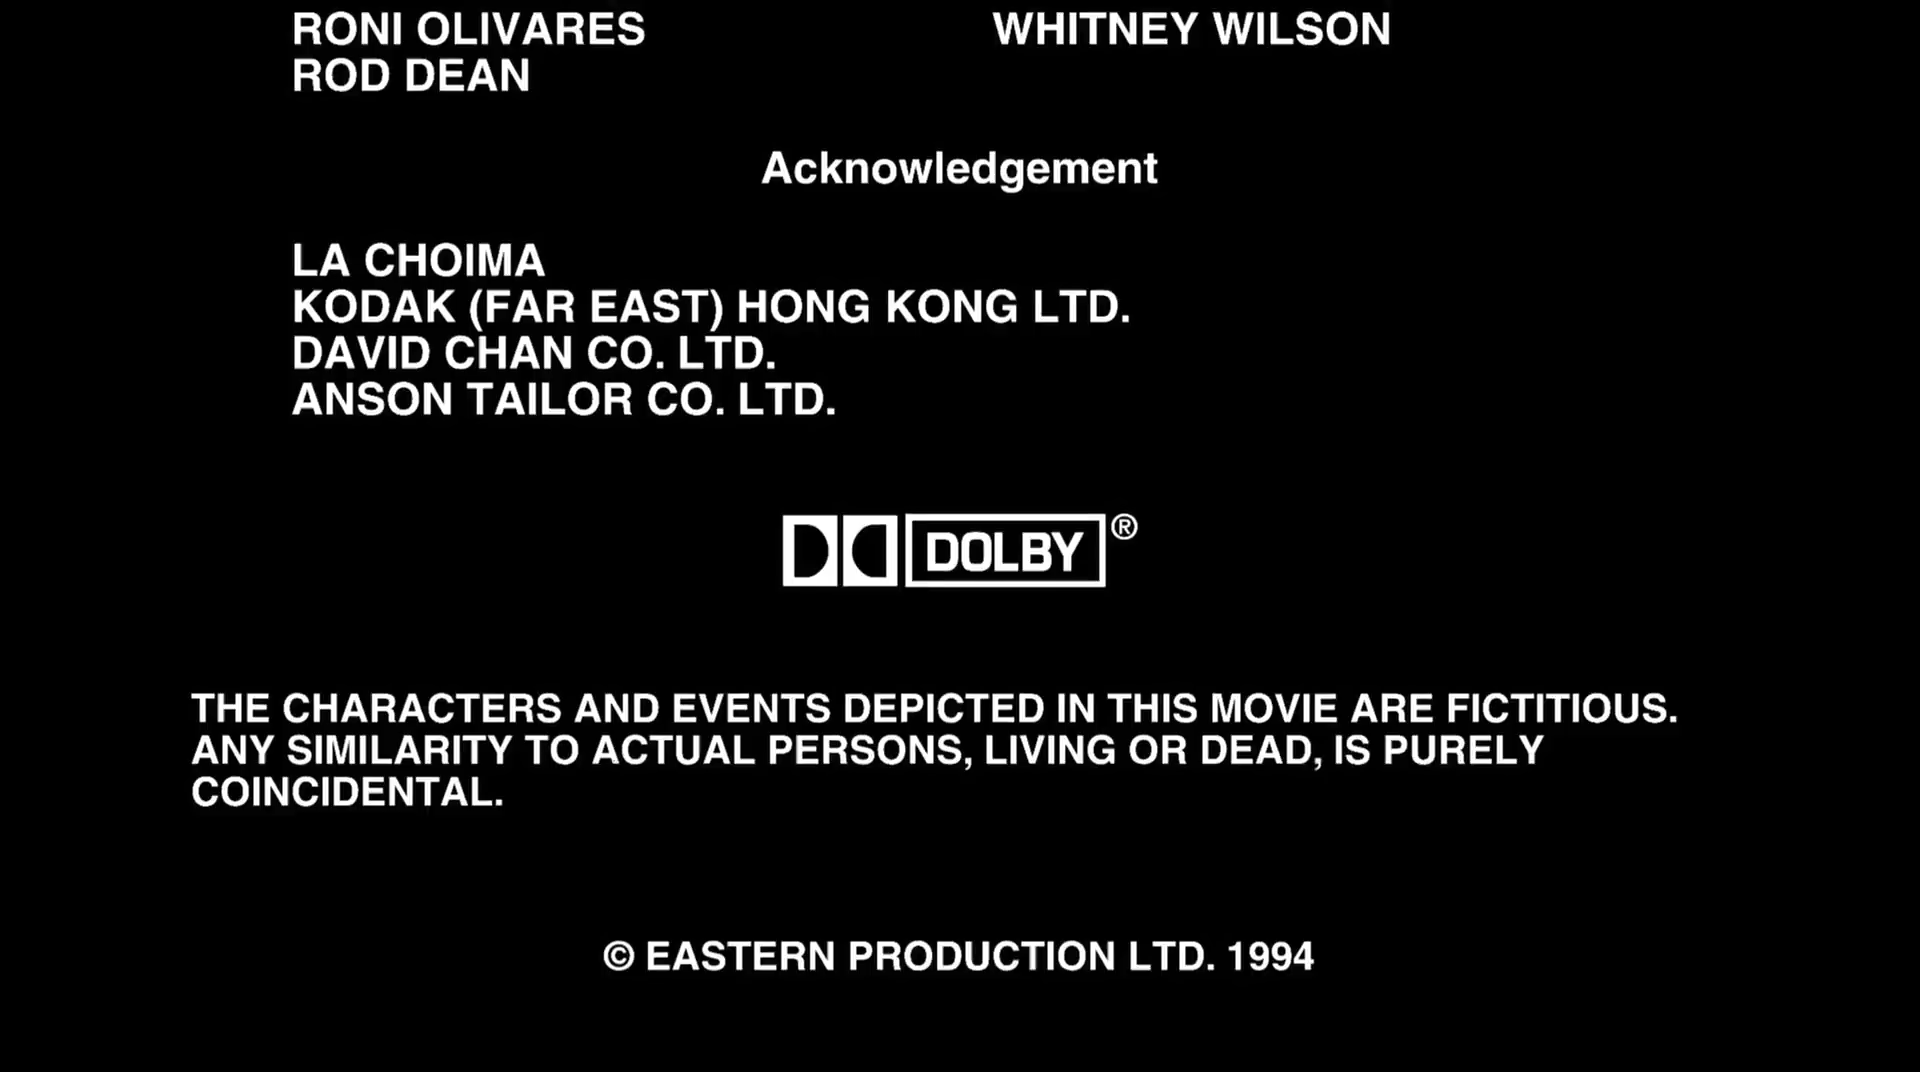 RONI OLIVARES WHITNEY WILSON
ROD DEAN
Acknowledgement
LA CHOIMA
KODAK (FAR EAST) HONG KONG LTD.
DAVID CHAN CO. LTD.
ANSON TAILOR CO. LTD.
DOLBY®
THE CHARACTERS AND EVENTS DEPICTED IN THIS MOVIE ARE FICTITIOUS.
ANY SIMILARITY TO ACTUAL PERSONS, LIVING OR DEAD, IS PURELY
COINCIDENTAL.
© EASTERN PRODUCTION LTD. 1994